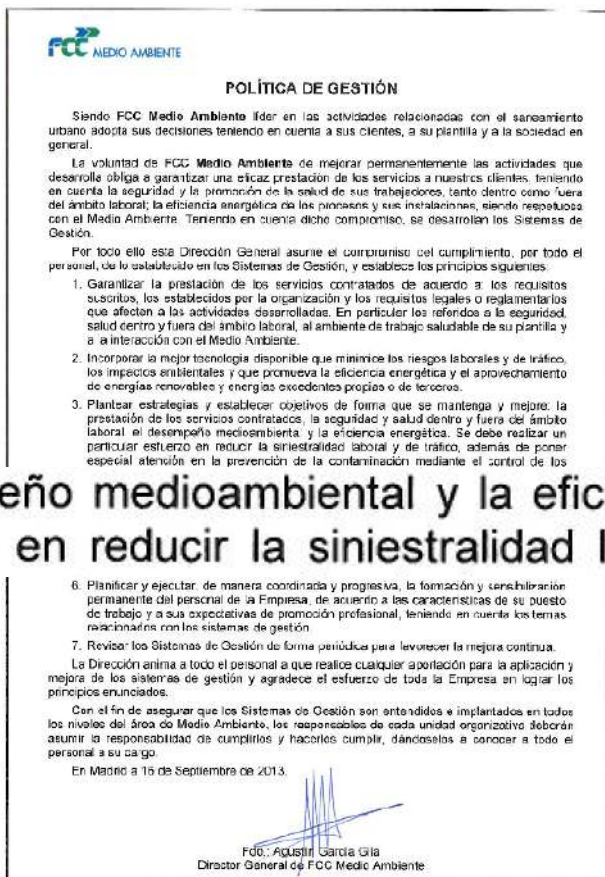 FCC MEDIO AMBIENTE
POLÍTICA DE GESTIÓN
Siendo FCC Medio Ambiente líder en las actividades relacionadas con el saneamiento
urbano adopta sus decisiones teniendo en cuenta a sus clientes, a su plantilla y a la sociedad en
general.
La voluntad de FCC Medio Ambiente de mejorar permanentemente las actividades que
desarrolla obliga a garantizar una eficaz prestación de los servicios a nuestros clientes, teniendo
en cuenta la seguridad y la promoción de la salud de sus trabajadores, tanto dentro como fuera
del ámbito laboral; la eficiencia energética de los procesos y sus instalaciones, siendo respetuosa
con el Medio Ambiente. Teniendo en cuenta dicho compromiso, se desarrollan los Sistemas de
Gestión.
Por todo ello esta Dirección General asume el compromiso del cumplimiento, por todo el
personal, de lo establecido en los Sistemas de Gestión, y establece los principios siguientes:
1. Garantizar la prestación de los servicios contratados de acuerdo a: los requisitos
suscritos, los establecidos por la organización y los requisitos legales o reglamentarios
que afecten a las actividades desarrolladas. En particular los referidos a la seguridad,
salud dentro y fuera del ámbito laboral, al ambiente de trabajo saludable de su plantilla y
a la interacción con el Medio Ambiente.
2. Incorporar la mejor tecnología disponible que minimice los riesgos laborales y de tráfico,
los impactos ambientales y que promueva la eficiencia energética y el aprovechamiento
de energías renovables y energías excedentes propias o de terceros.
3. Plantear estrategias y establecer objetivos de forma que se mantenga y mejore: la
prestación de los servicios contratados, la seguridad y salud dentro y fuera del ámbito
laboral, el desempeño medioambiental y la eficiencia energética. Se debe realizar un
particular esfuerzo en reducir la siniestralidad laboral y de tráfico, además de poner
especial atención en la prevención de la contaminación mediante el control de los
eño medioambiental y la efic
en reducir la siniestralidad l
6. Planificar y ejecutar, de manera coordinada y progresiva, la formación y sensibilización
permanente del personal de la Empresa, de acuerdo a las características de su puesto
de trabajo y a sus expectativas de promoción profesional, teniendo en cuenta los temas
relacionados con los sistemas de gestión.
7. Revisar los Sistemas de Gestión de forma periódica para favorecer la mejora continua.
La Dirección anima a todo el personal a que realice cualquier aportación para la aplicación y
mejora de los sistemas de gestión y agradece el esfuerzo de toda la Empresa en lograr los
principios enunciados.
Con el fin de asegurar que los Sistemas de Gestión son entendidos e implantados en todos
los niveles del área de Medio Ambiente, los responsables de cada unidad organizativa deberán
asumir la responsabilidad de cumplirlos y hacerlos cumplir, dándoselos a conocer a todo el
personal a su cargo.
En Madrid a 16 de Septiembre de 2013.
Fdo.: Agustín García Gila
Director General de FCC Medio Ambiente